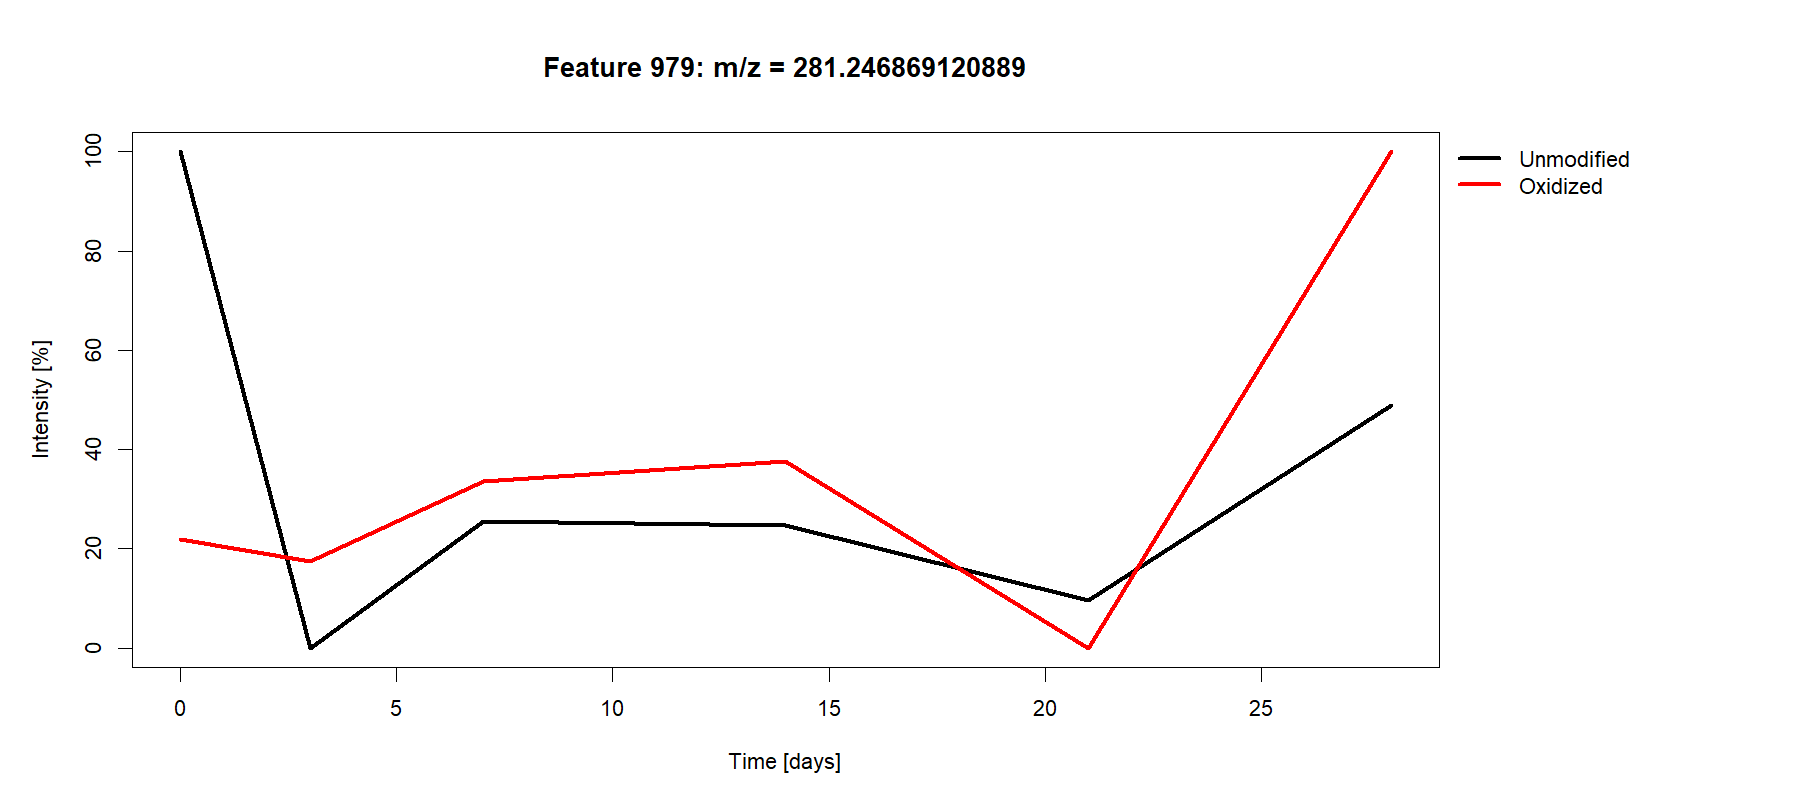 Feature 979: m/z = 281.246869120889
Unmodified
Oxidized
Intensity [%]
100
80
60
40
20
0
0 5 10 15 20 25
Time [days]